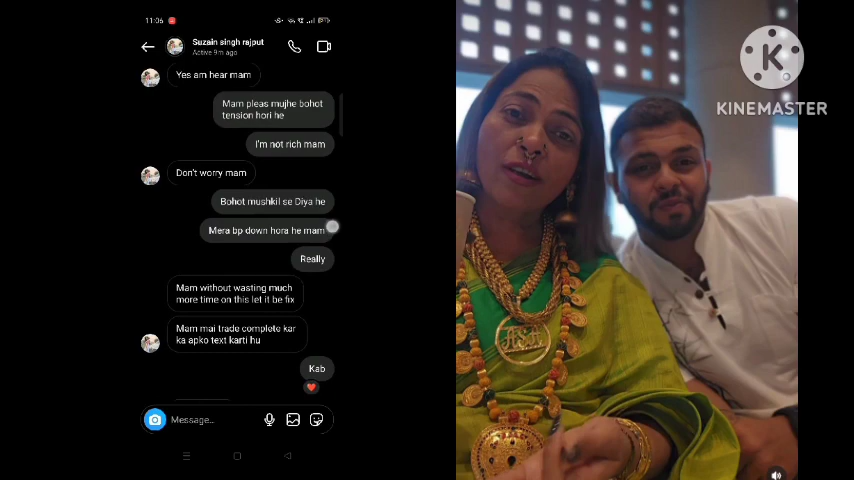 11:06
Suzain singh rajput
Active 9m ago
Yes am hear mam
Mam pleas mujhe bohot
tension hori he
I'm not rich mam
Don't worry mam
Bohot mushkil se Diya he
Mera bp down hora he mam
Really
Mam without wasting much
more time on this let it be fix
Mam mai trade complete kar
ka apko text karti hu
Kab
Message...
K
KINEMASTER